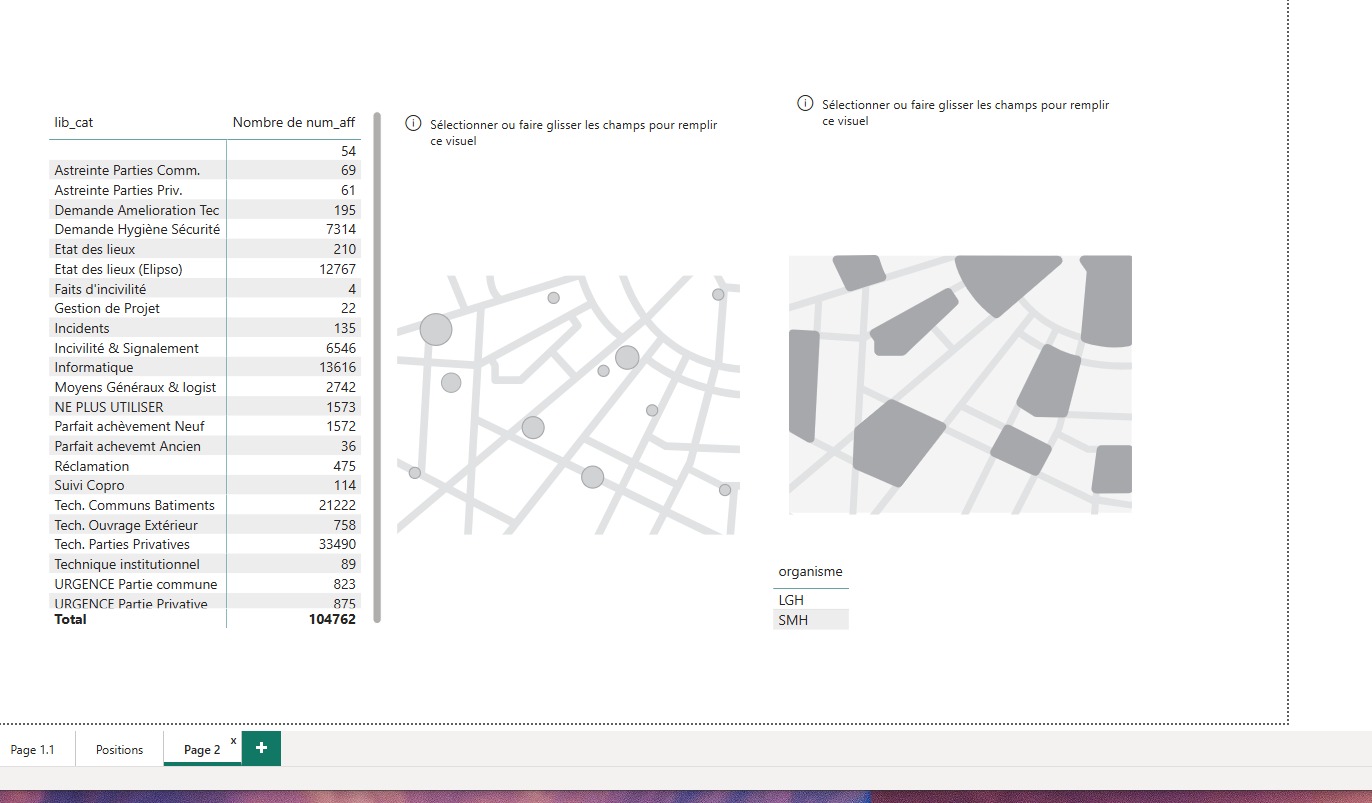 lib_cat Nombre de num_aff
54
Astreinte Parties Comm. 69
Astreinte Parties Priv. 61
Demande Amelioration Tec 195
Demande Hygiène Sécurité 7314
Etat des lieux 210
Etat des lieux (Elipso) 12767
Faits d'incivilité 4
Gestion de Projet 22
Incidents 135
Incivilité & Signalement 6546
Informatique 13616
Moyens Généraux & logist 2742
NE PLUS UTILISER 1573
Parfait achèvement Neuf 1572
Parfait achevemt Ancien 36
Réclamation 475
Suivi Copro 114
Tech. Communs Batiments 21222
Tech. Ouvrage Extérieur 758
Tech. Parties Privatives 33490
Technique institutionnel 89
URGENCE Partie commune 823
URGENCE Partie Privative 875
Total 104762
Sélectionner ou faire glisser les champs pour remplir
ce visuel
Sélectionner ou faire glisser les champs pour remplir
ce visuel
organisme
LGH
SMH
Page 1.1 Positions Page 2 x +